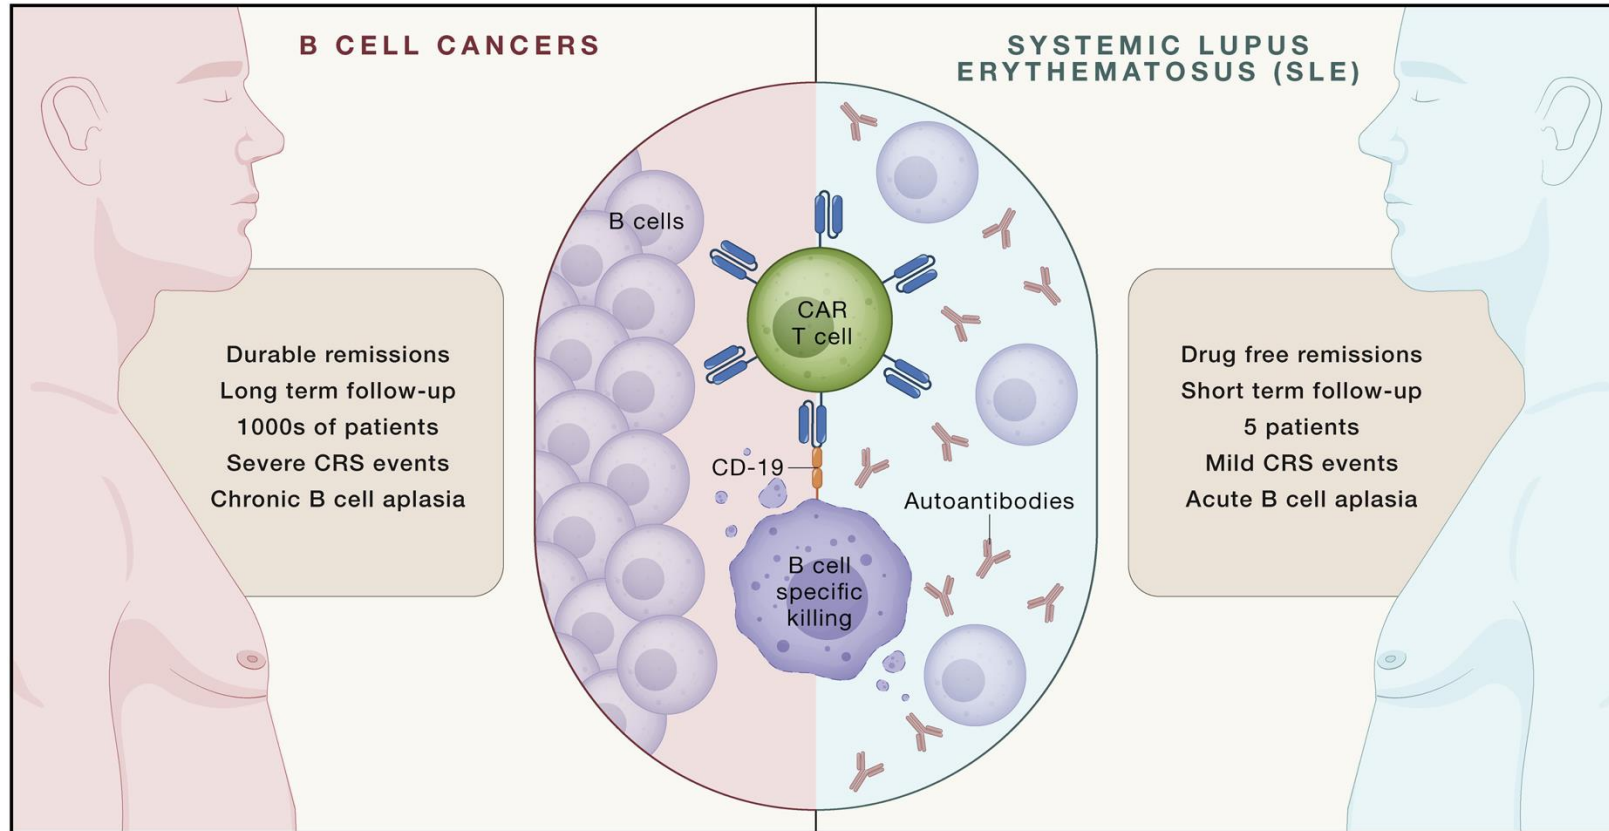 B CELL CANCERS
SYSTEMIC LUPUS
ERYTHEMATOSUS (SLE)
Durable remissions
Long term follow-up
1000s of patients
Severe CRS events
Chronic B cell aplasia
B cells
CAR
T cell
CD-19
Autoantibodies
B cell
specific
killing
Drug free remissions
Short term follow-up
5 patients
Mild CRS events
Acute B cell aplasia